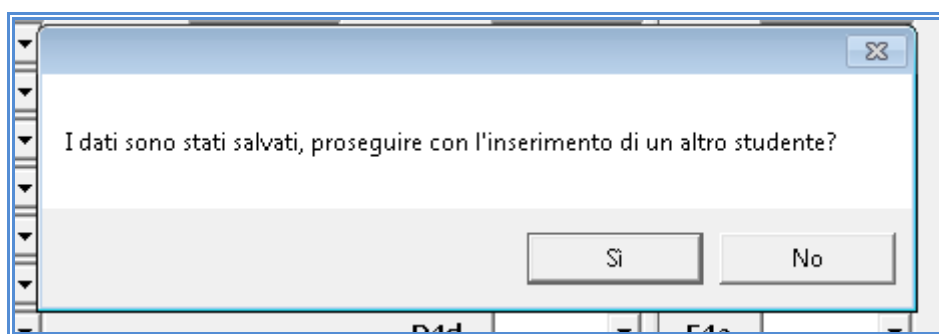 I dati sono stati salvati, proseguire con l'inserimento di un altro studente?
Sì
No